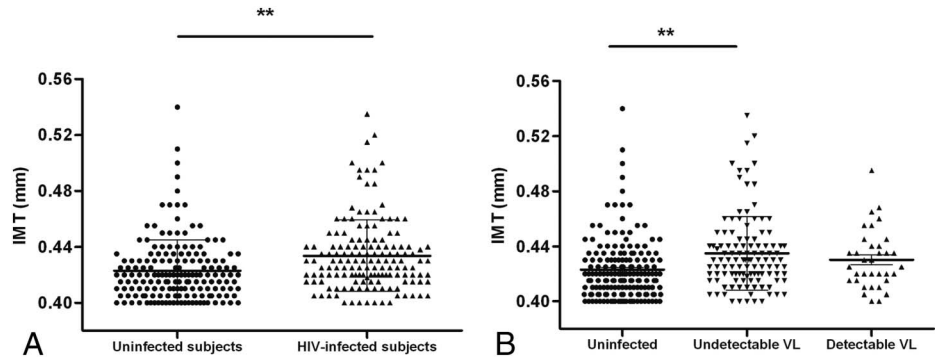 **
0.56
0.52
0.48
0.44
0.40
IMT (mm)
Uninfected subjects
HIV-infected subjects
A
**
0.56
0.52
0.48
0.44
0.40
IMT (mm)
Uninfected
Undetectable VL
Detectable VL
B